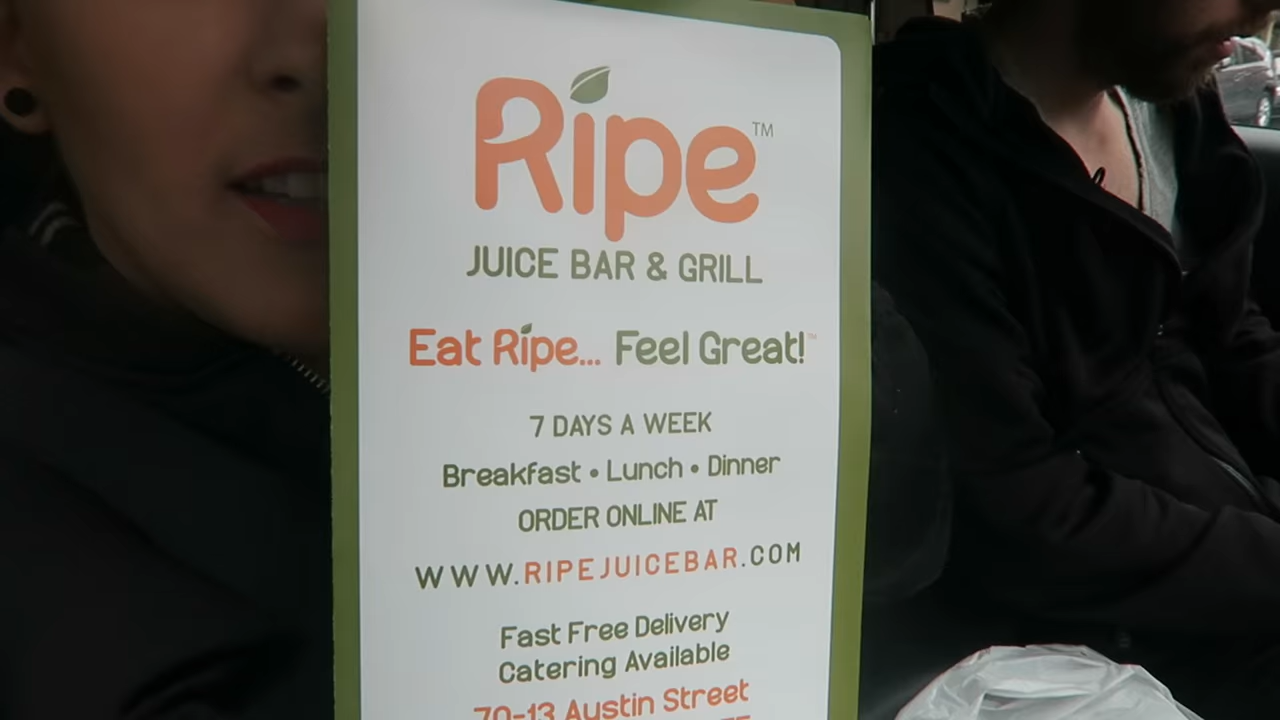 Ripe™
JUICE BAR & GRILL
Eat Ripe... Feel Great!™
7 DAYS A WEEK
Breakfast • Lunch • Dinner
ORDER ONLINE AT
WWW.RIPEJUICEBAR.COM
Fast Free Delivery
Catering Available
70-13 Austin Street